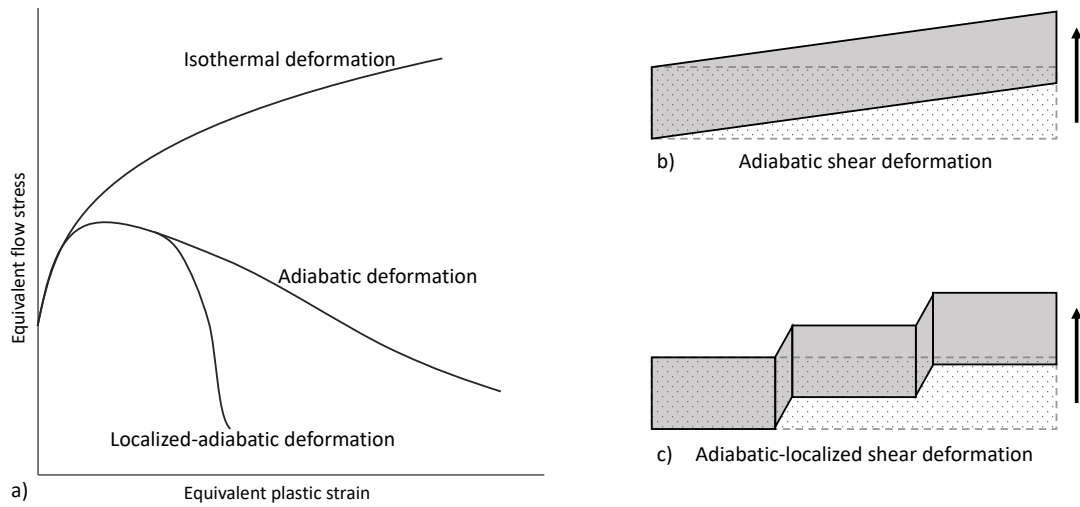 Isothermal deformation
Equivalent flow stress
Adiabatic deformation
Localized-adiabatic deformation
a)
Equivalent plastic strain
b)
Adiabatic shear deformation
c)
Adiabatic-localized shear deformation